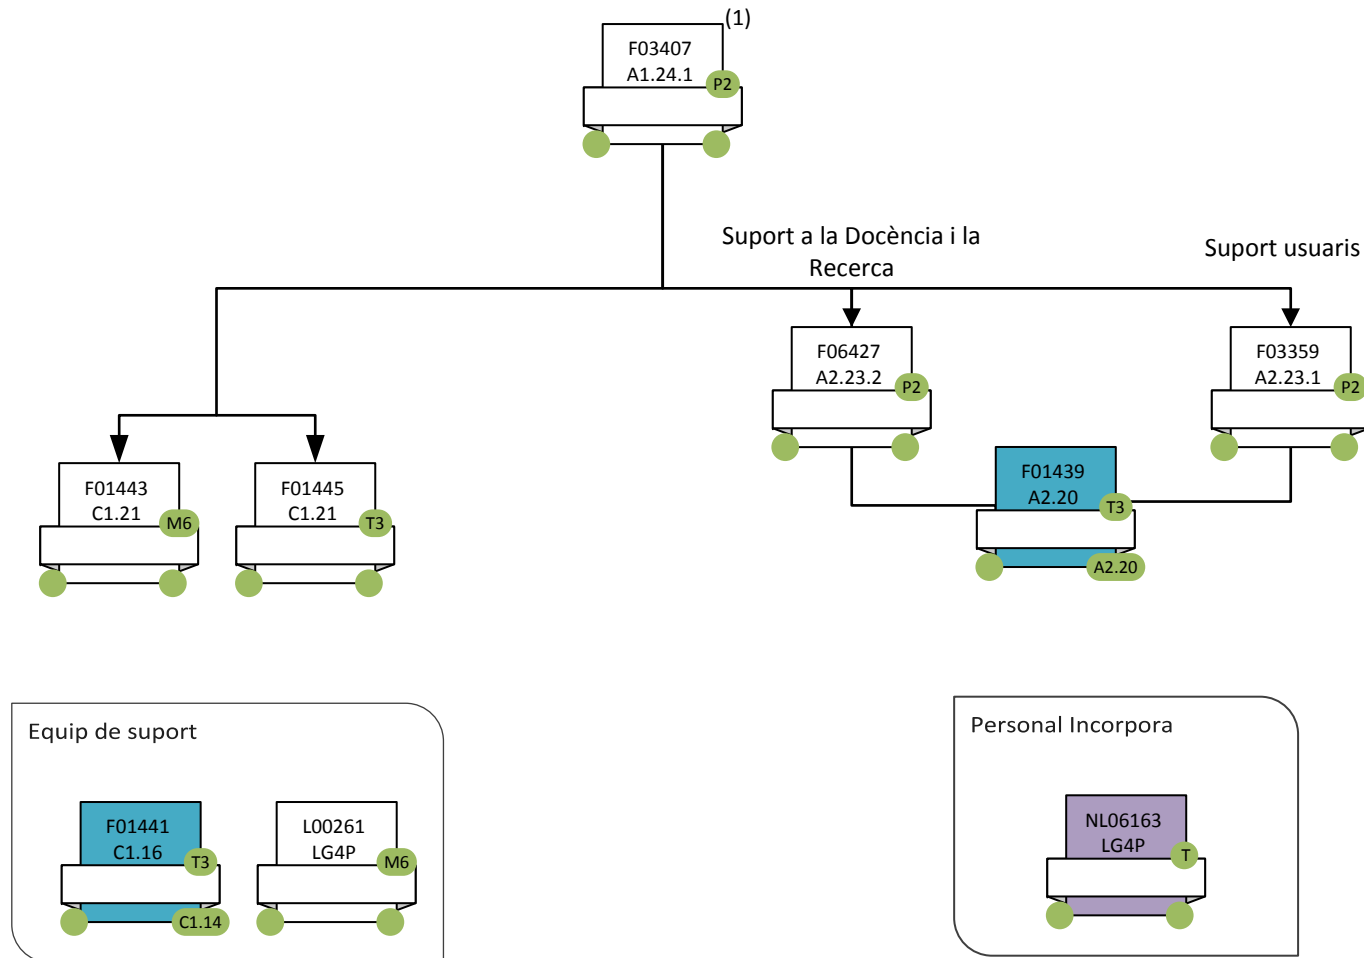 (1)
F03407
A1.24.1
P2
Suport a la Docència i la
Recerca
Suport usuaris
F06427
A2.23.2
P2
F03359
A2.23.1
P2
F01443
C1.21
M6
F01445
C1.21
T3
F01439
A2.20
T3
A2.20
Equip de suport
F01441
C1.16
T3
C1.14
L00261
LG4P
M6
Personal Incorpora
NL06163
LG4P
T